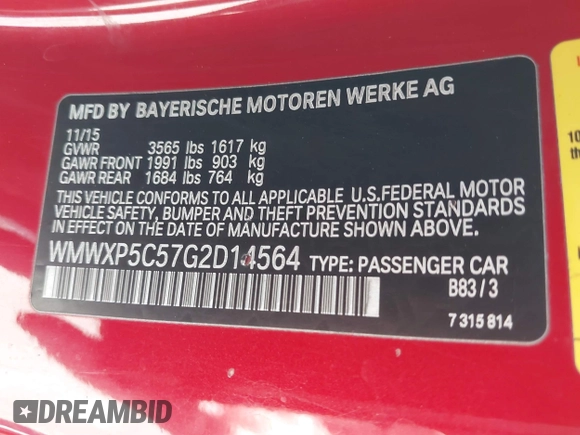 MFD BY BAYERISCHE MOTOREN WERKE AG
11/15
GVWR 3565 lbs 1617 kg
GAWR FRONT 1991 lbs 903 kg
GAWR REAR 1684 lbs 764 kg
THIS VEHICLE CONFORMS TO ALL APPLICABLE U.S.FEDERAL MOTOR
VEHICLE SAFETY, BUMPER AND THEFT PREVENTION STANDARDS
IN EFFECT ON THE DATE OF MANUFACTURE SHOWN ABOVE.
WMWXP5C57G2D14564 TYPE: PASSENGER CAR
B83 / 3
7 315 814
10
th
DREAMBID